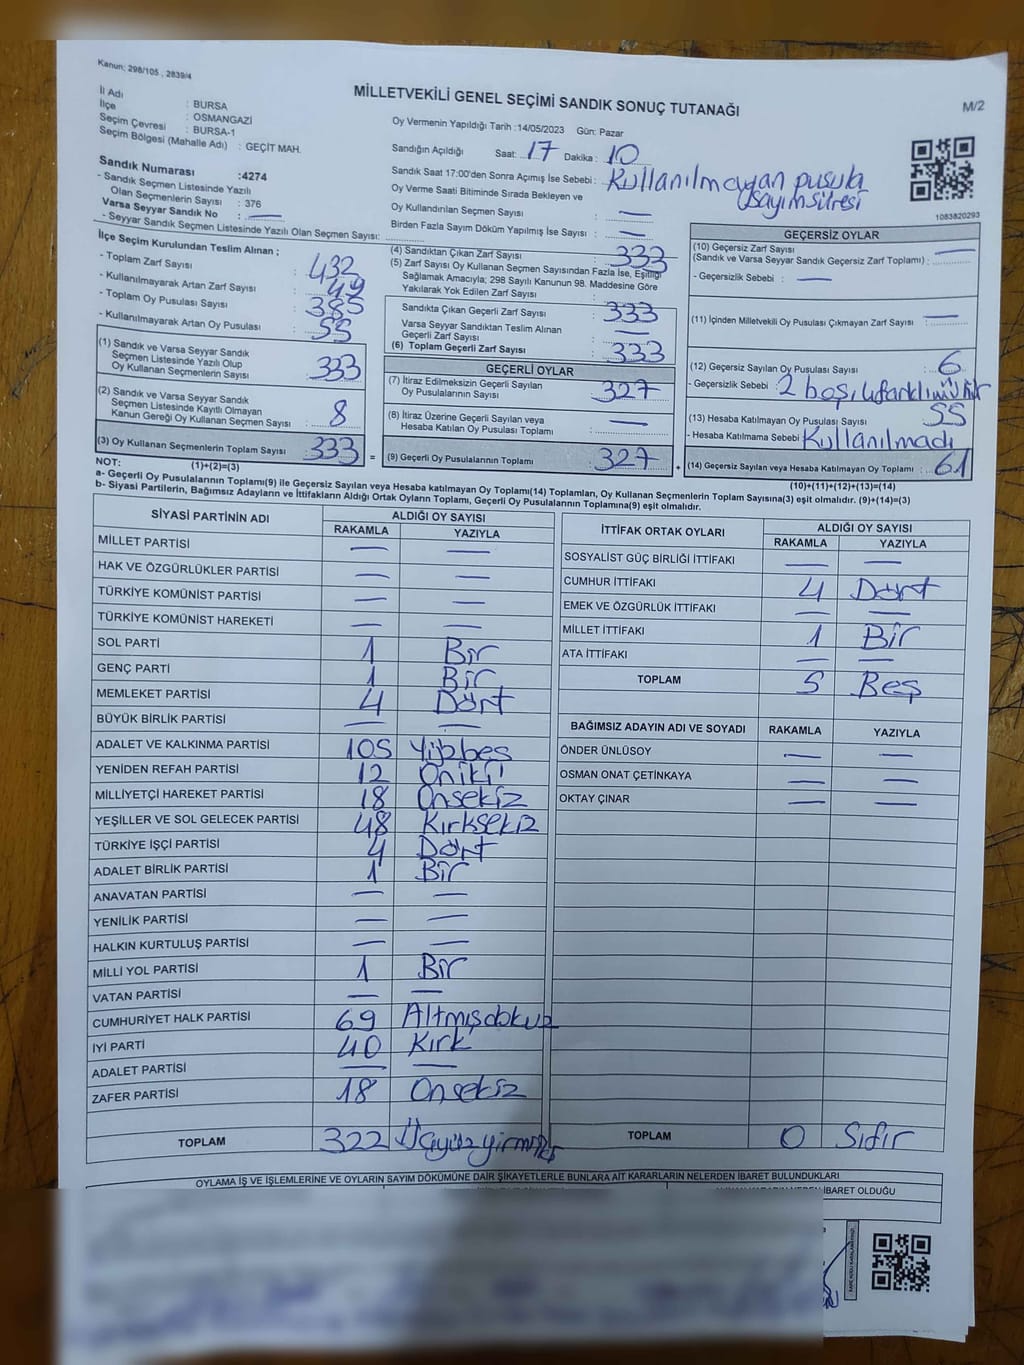 Kanun: 298/105 , 2839/4
MİLLETVEKİLİ GENEL SEÇİMİ SANDIK SONUÇ TUTANAĞI
M/2
İl Adı : BURSA
İlçe : OSMANGAZİ
Seçim Çevresi : BURSA-1
Seçim Bölgesi (Mahalle Adı) : GEÇİT MAH.
Sandık Numarası :4274
- Sandık Seçmen Listesinde Yazılı
Olan Seçmenlerin Sayısı : 376
Varsa Seyyar Sandık No : —
- Seyyar Sandık Seçmen Listesinde Yazılı Olan Seçmen Sayısı:
Oy Vermenin Yapıldığı Tarih :14/05/2023 Gün: Pazar
Sandığın Açıldığı Saat: 17 Dakika : 10
Sandık Saat 17:00'den Sonra Açılmış İse Sebebi : Kullanılmayan pusula
sayım süresi
Oy Verme Saati Bitiminde Sırada Bekleyen ve
Oy Kullandırılan Seçmen Sayısı : —
Birden Fazla Sayım Döküm Yapılmış İse Sayısı : —
1083820293
İlçe Seçim Kurulundan Teslim Alınan ;
- Toplam Zarf Sayısı : 432
- Kullanılmayarak Artan Zarf Sayısı : 49
- Toplam Oy Pusulası Sayısı : 385
- Kullanılmayarak Artan Oy Pusulası : 55
(1) Sandık ve Varsa Seyyar Sandık
Seçmen Listesinde Yazılı Olup
Oy Kullanan Seçmenlerin Sayısı : 333
(2) Sandık ve Varsa Seyyar Sandık
Seçmen Listesinde Kayıtlı Olmayan
Kanun Gereği Oy Kullanan Seçmen Sayısı : 8
(3) Oy Kullanan Seçmenlerin Toplam Sayısı : 333 =
(1)+(2)=(3)
(4) Sandıktan Çıkan Zarf Sayısı : 333
(5) Zarf Sayısı Oy Kullanan Seçmen Sayısından Fazla İse, Eşitliği
Sağlamak Amacıyla; 298 Sayılı Kanunun 98. Maddesine Göre
Yakılarak Yok Edilen Zarf Sayısı :
Sandıkta Çıkan Geçerli Zarf Sayısı : 333
Varsa Seyyar Sandıktan Teslim Alınan
Geçerli Zarf Sayısı : —
(6) Toplam Geçerli Zarf Sayısı : 333
GEÇERLİ OYLAR
(7) İtiraz Edilmeksizin Geçerli Sayılan
Oy Pusulalarının Sayısı : 327
(8) İtiraz Üzerine Geçerli Sayılan veya
Hesaba Katılan Oy Pusulası Toplamı : —
(9) Geçerli Oy Pusulalarının Toplamı : 327 +
GEÇERSİZ OYLAR
(10) Geçersiz Zarf Sayısı
(Sandık ve Varsa Seyyar Sandık Geçersiz Zarf Toplamı) : —
- Geçersizlik Sebebi : —
(11) İçinden Milletvekili Oy Pusulası Çıkmayan Zarf Sayısı : —
(12) Geçersiz Sayılan Oy Pusulası Sayısı : 6
- Geçersizlik Sebebi : 2 boş, 4 farklı mühür
(13) Hesaba Katılmayan Oy Pusulası Sayısı : 55
- Hesaba Katılmama Sebebi : Kullanılmadı
(14) Geçersiz Sayılan veya Hesaba Katılmayan Oy Toplamı : 61
(10)+(11)+(12)+(13)=(14)
NOT:
a- Geçerli Oy Pusulalarının Toplamı(9) ile Geçersiz Sayılan veya Hesaba Katılmayan Oy Toplamı(14) Toplamları, Oy Kullanan Seçmenlerin Toplam Sayısına(3) eşit olmalıdır. (9)+(14)=(3)
b- Siyasi Partilerin, Bağımsız Adayların ve İttifakların Aldığı Ortak Oyların Toplamı, Geçerli Oy Pusulalarının Toplamına(9) eşit olmalıdır.
SİYASİ PARTİNİN ADI ALDIĞI OY SAYISI
RAKAMLA YAZIYLA
MİLLET PARTİSİ — —
HAK VE ÖZGÜRLÜKLER PARTİSİ — —
TÜRKİYE KOMÜNİST PARTİSİ — —
TÜRKİYE KOMÜNİST HAREKETİ — —
SOL PARTİ 1 Bir
GENÇ PARTİ 1 Bir
MEMLEKET PARTİSİ 4 Dört
BÜYÜK BİRLİK PARTİSİ — —
ADALET VE KALKINMA PARTİSİ 105 Yüzbeş
YENİDEN REFAH PARTİSİ 12 Oniki
MİLLİYETÇİ HAREKET PARTİSİ 18 Onsekiz
YEŞİLLER VE SOL GELECEK PARTİSİ 48 Kırksekiz
TÜRKİYE İŞÇİ PARTİSİ 4 Dört
ADALET BİRLİK PARTİSİ 1 Bir
ANAVATAN PARTİSİ — —
YENİLİK PARTİSİ — —
HALKIN KURTULUŞ PARTİSİ — —
MİLLİ YOL PARTİSİ 1 Bir
VATAN PARTİSİ — —
CUMHURİYET HALK PARTİSİ 69 Altmışdokuz
İYİ PARTİ 40 Kırk
ADALET PARTİSİ — —
ZAFER PARTİSİ 18 Onsekiz
TOPLAM 322 Üçyüzyirmiiki
İTTİFAK ORTAK OYLARI ALDIĞI OY SAYISI
RAKAMLA YAZIYLA
SOSYALİST GÜÇ BİRLİĞİ İTTİFAKI — —
CUMHUR İTTİFAKI 4 Dört
EMEK VE ÖZGÜRLÜK İTTİFAKI — —
MİLLET İTTİFAKI 1 Bir
ATA İTTİFAKI — —
TOPLAM 5 Beş
BAĞIMSIZ ADAYIN ADI VE SOYADI RAKAMLA YAZIYLA
ÖNDER ÜNLÜSOY — —
OSMAN ONAT ÇETİNKAYA — —
OKTAY ÇINAR — —
TOPLAM 0 Sıfır
OYLAMA İŞ VE İŞLEMLERİNE VE OYLARIN SAYIM DÖKÜMÜNE DAİR ŞİKAYETLERLE BUNLARA AİT KARARLARIN NELERDEN İBARET BULUNDUKLARI
İBARET OLDUĞU